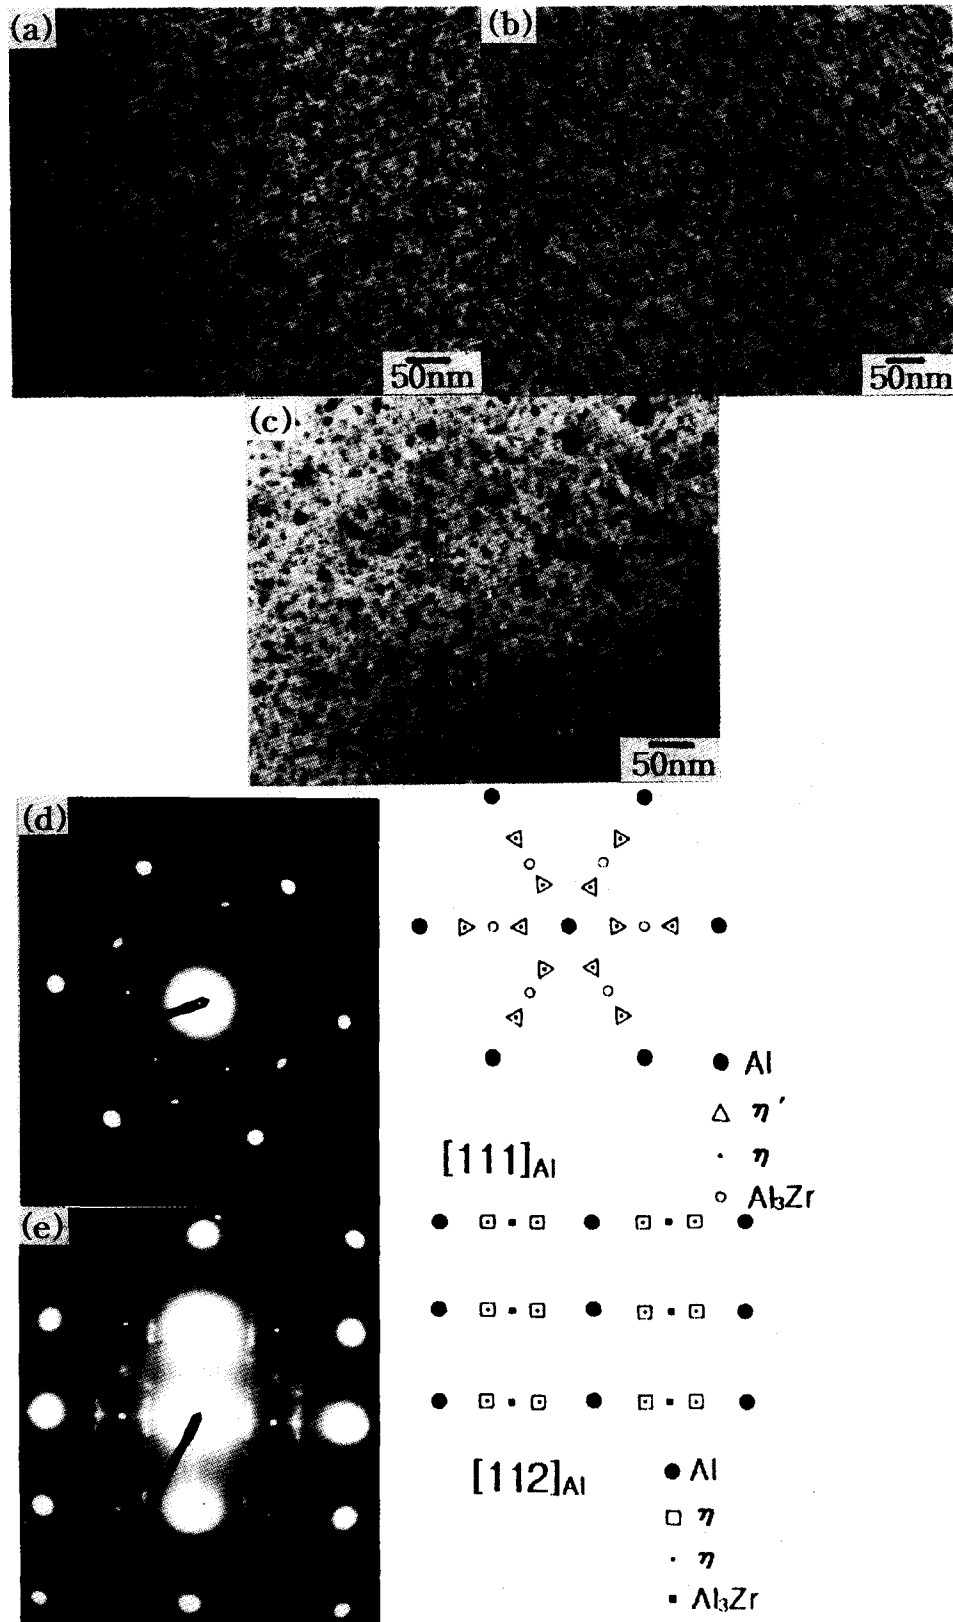 (a)
(b)
50nm
50nm
(c)
50nm
(d)
Al
η′
η
Al₃Zr
[111]Al
(e)
[112]Al
Al
η
η
Al₃Zr